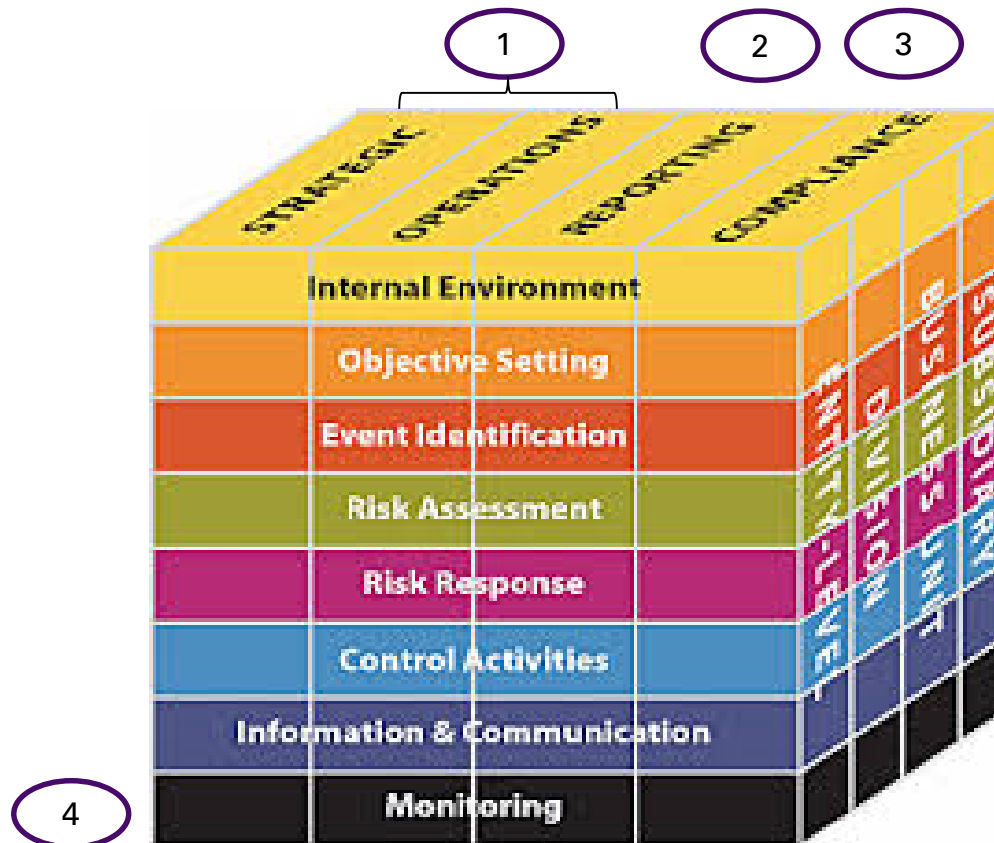 1
2
3
4
STRATEGIC
OPERATIONS
REPORTING
COMPLIANCE
Internal Environment
Objective Setting
Event Identification
Risk Assessment
Risk Response
Control Activities
Information & Communication
Monitoring
ENTITY-LEVEL
DIVISION
BUSINESS UNIT
SUBSIDIARY